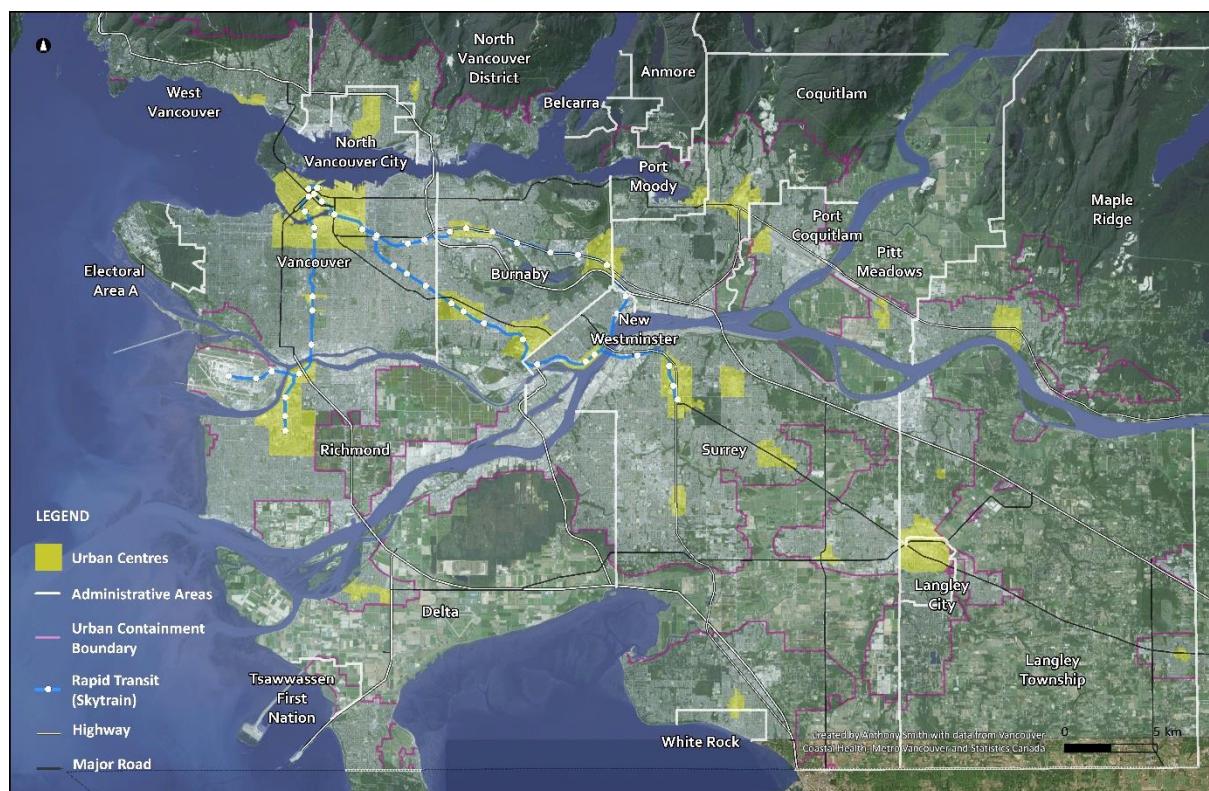 North
Vancouver
District
Anmore
Coquitlam
West
Vancouver
Belcarra
North
Vancouver City
Port
Moody
Maple
Ridge
Port
Coquitlam
Pitt
Meadows
Electoral
Area A
Vancouver
Burnaby
New
Westminster
Richmond
Surrey
LEGEND
Urban Centres
Administrative Areas
Urban Containment
Boundary
Rapid Transit
(Skytrain)
Highway
Major Road
Delta
Langley
City
Tsawwassen
First
Nation
Langley
Township
White Rock
0 5 km
Created by Anthony Smith with data from Vancouver
Coastal Health, Metro Vancouver and Statistics Canada